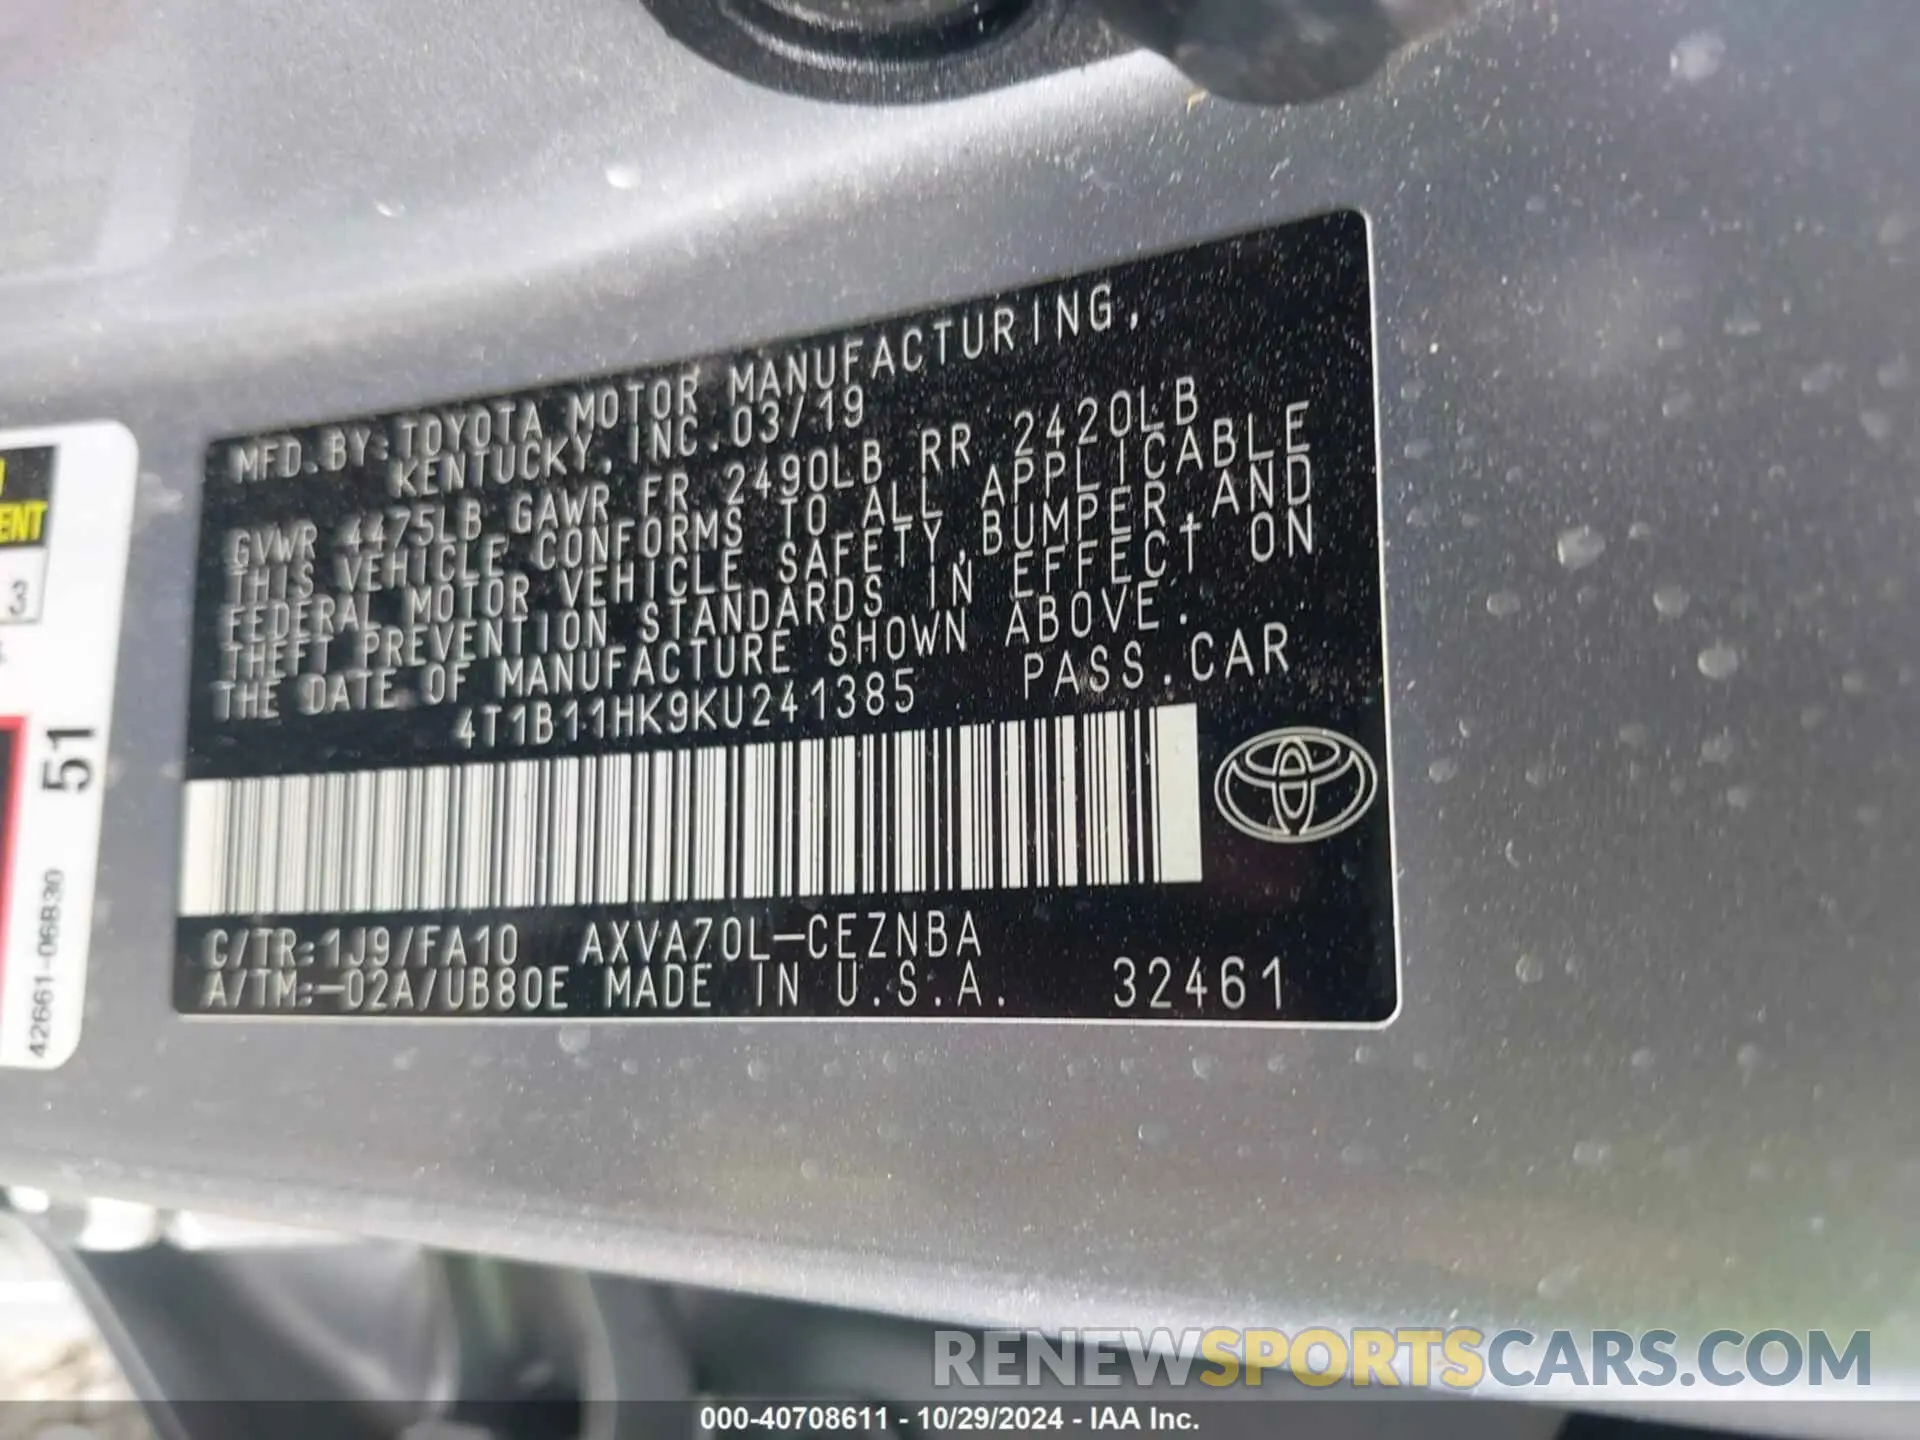 MFD.BY:TOYOTA MOTOR MANUFACTURING,
KENTUCKY, INC. 03/19
GVWR 4475LB GAWR FR 2490LB RR 2420LB
THIS VEHICLE CONFORMS TO ALL APPLICABLE
FEDERAL MOTOR VEHICLE SAFETY, BUMPER, AND
THEFT PREVENTION STANDARDS IN EFFECT ON
THE DATE OF MANUFACTURE SHOWN ABOVE.
4T1B11HK9KU241385 PASS.CAR
C/TR:1J9/FA10 AXVA70L-CEZNBA
A/TM:-02A/UB80E MADE IN U.S.A. 32461
ENT
3
51
42661-06B30
RENEWSPORTSCARS.COM
000-40708611 - 10/29/2024 - IAA Inc.